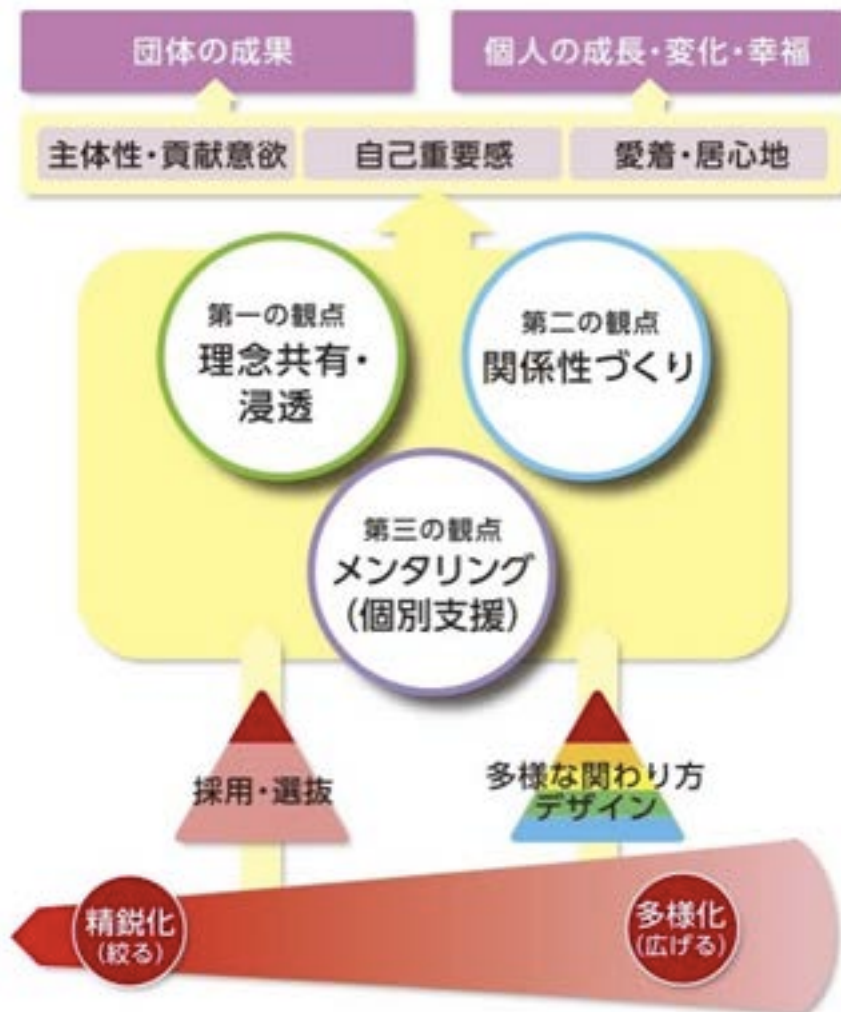 団体の成果
個人の成長・変化・幸福
主体性・貢献意欲
自己重要感
愛着・居心地
第一の観点
理念共有・
浸透
第二の観点
関係性づくり
第三の観点
メンタリング
(個別支援)
採用・選抜
多様な関わり方
デザイン
精鋭化
(絞る)
多様化
(広げる)